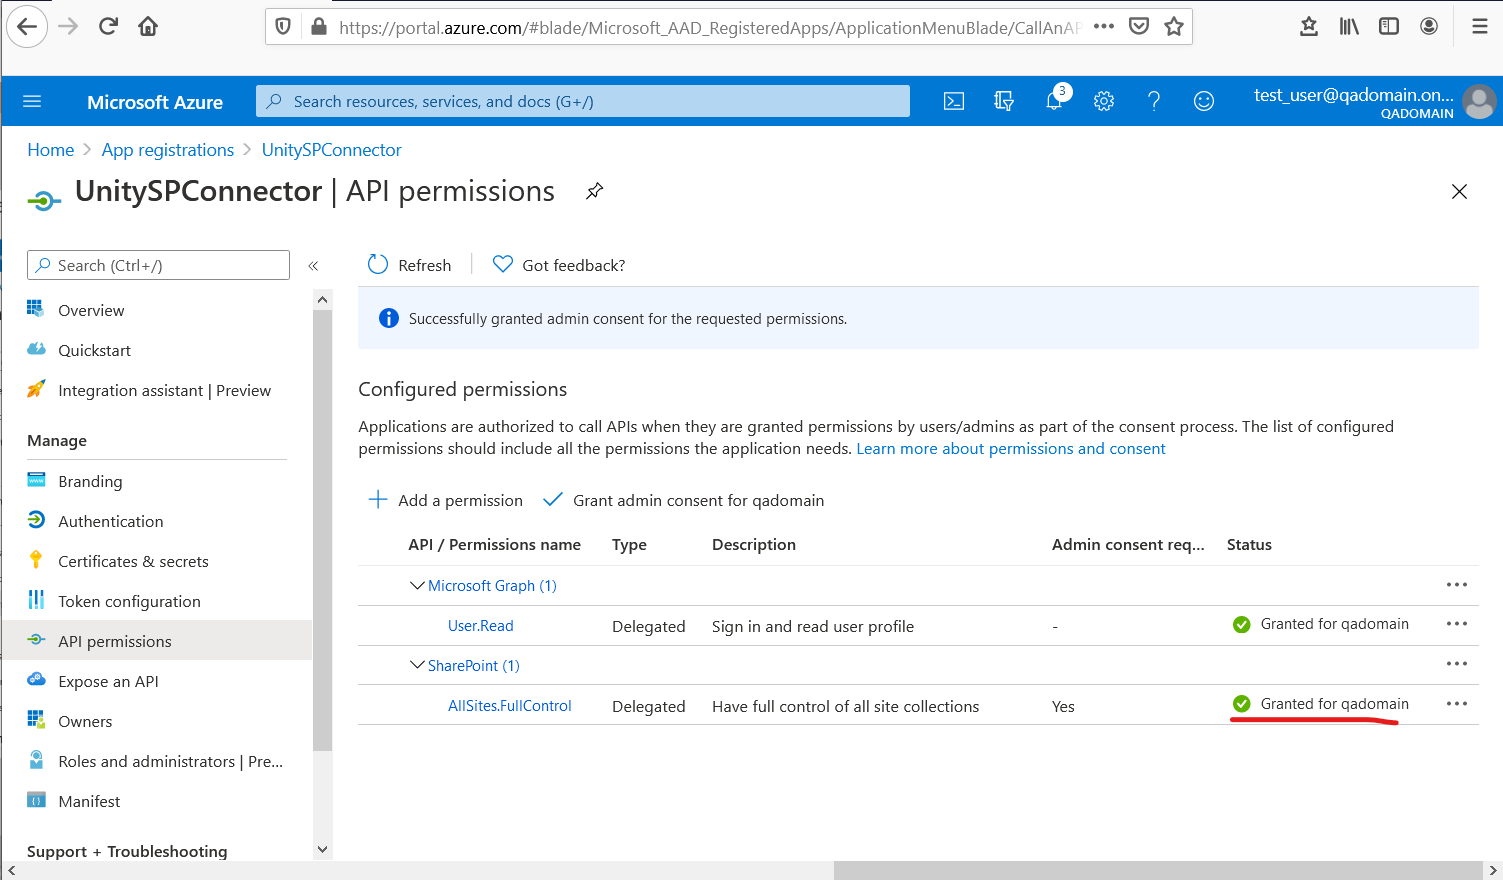 https://portal.azure.com/#blade/Microsoft_AAD_RegisteredApps/ApplicationMenuBlade/CallAnAP
Microsoft Azure
Search resources, services, and docs (G+/)
3
test_user@qadomain.on...
QADOMAIN
Home > App registrations > UnitySPConnector
UnitySPConnector | API permissions
Search (Ctrl+/)
«
Refresh
Got feedback?
Overview
Quickstart
Integration assistant | Preview
Manage
Branding
Authentication
Certificates & secrets
Token configuration
API permissions
Expose an API
Owners
Roles and administrators | Pre...
Manifest
Support + Troubleshooting
Successfully granted admin consent for the requested permissions.
Configured permissions
Applications are authorized to call APIs when they are granted permissions by users/admins as part of the consent process. The list of configured
permissions should include all the permissions the application needs. Learn more about permissions and consent
Add a permission
Grant admin consent for qadomain
API / Permissions name Type Description Admin consent req... Status
Microsoft Graph (1)
User.Read Delegated Sign in and read user profile - Granted for qadomain
SharePoint (1)
AllSites.FullControl Delegated Have full control of all site collections Yes Granted for qadomain